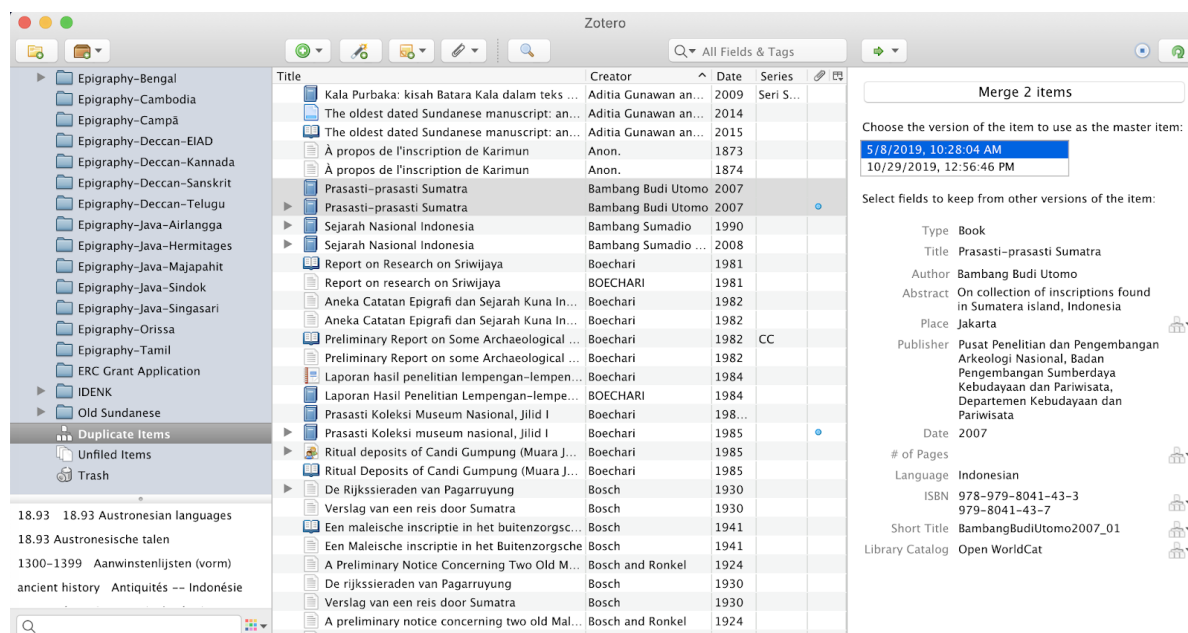 Zotero
All Fields & Tags
Epigraphy-Bengal
Epigraphy-Cambodia
Epigraphy-Campā
Epigraphy-Deccan-EIAD
Epigraphy-Deccan-Kannada
Epigraphy-Deccan-Sanskrit
Epigraphy-Deccan-Telugu
Epigraphy-Java-Airlangga
Epigraphy-Java-Hermitages
Epigraphy-Java-Majapahit
Epigraphy-Java-Sindok
Epigraphy-Java-Singasari
Epigraphy-Orissa
Epigraphy-Tamil
ERC Grant Application
IDENK
Old Sundanese
Duplicate Items
Unfiled Items
Trash
18.93 18.93 Austronesian languages
18.93 Austronesische talen
1300-1399 Aanwinstenlijsten (vorm)
ancient history Antiquités -- Indonésie
Title Creator Date Series
Kala Purbaka: kisah Batara Kala dalam teks ... Aditia Gunawan an... 2009 Seri S...
The oldest dated Sundanese manuscript: an... Aditia Gunawan an... 2014
The oldest dated Sundanese manuscript: an... Aditia Gunawan an... 2015
À propos de l'inscription de Karimun Anon. 1873
À propos de l'inscription de Karimun Anon. 1874
Prasasti-prasasti Sumatra Bambang Budi Utomo 2007
Prasasti-prasasti Sumatra Bambang Budi Utomo 2007
Sejarah Nasional Indonesia Bambang Sumadio 1990
Sejarah Nasional Indonesia Bambang Sumadio ... 2008
Report on Research on Sriwijaya Boechari 1981
Report on research on Sriwijaya BOECHARI 1981
Aneka Catatan Epigrafi dan Sejarah Kuna In... Boechari 1982
Aneka Catatan Epigrafi dan Sejarah Kuna In... Boechari 1982
Preliminary Report on Some Archaeological ... Boechari 1982 CC
Preliminary Report on some Archaeological ... Boechari 1982
Laporan hasil penelitian lempengan-lempen... Boechari 1984
Laporan Hasil Penelitian Lempengan-Lempe... BOECHARI 1984
Prasasti Koleksi Museum Nasional, Jilid I Boechari 198...
Prasasti Koleksi museum nasional, Jilid I Boechari 1985
Ritual deposits of Candi Gumpung (Muara J... Boechari 1985
Ritual Deposits of Candi Gumpung (Muara J... Boechari 1985
De Rijkssieraden van Pagarruyung Bosch 1930
Verslag van een reis door Sumatra Bosch 1930
Een maleische inscriptie in het buitenzorgsc... Bosch 1941
Een Maleische inscriptie in het Buitenzorgsche Bosch 1941
A Preliminary Notice Concerning Two Old M... Bosch and Ronkel 1924
De rijkssieraden van Pagarruyung Bosch 1930
Verslag van een reis door Sumatra Bosch 1930
A preliminary notice concerning two old Mal... Bosch and Ronkel 1924
Merge 2 items
Choose the version of the item to use as the master item:
5/8/2019, 10:28:04 AM
10/29/2019, 12:56:46 PM
Select fields to keep from other versions of the item:
Type Book
Title Prasasti-prasasti Sumatra
Author Bambang Budi Utomo
Abstract On collection of inscriptions found
in Sumatera island, Indonesia
Place Jakarta
Publisher Pusat Penelitian dan Pengembangan
Arkeologi Nasional, Badan
Pengembangan Sumberdaya
Kebudayaan dan Pariwisata,
Departemen Kebudayaan dan
Pariwisata
Date 2007
# of Pages
Language Indonesian
ISBN 978-979-8041-43-3
979-8041-43-7
Short Title BambangBudiUtomo2007_01
Library Catalog Open WorldCat